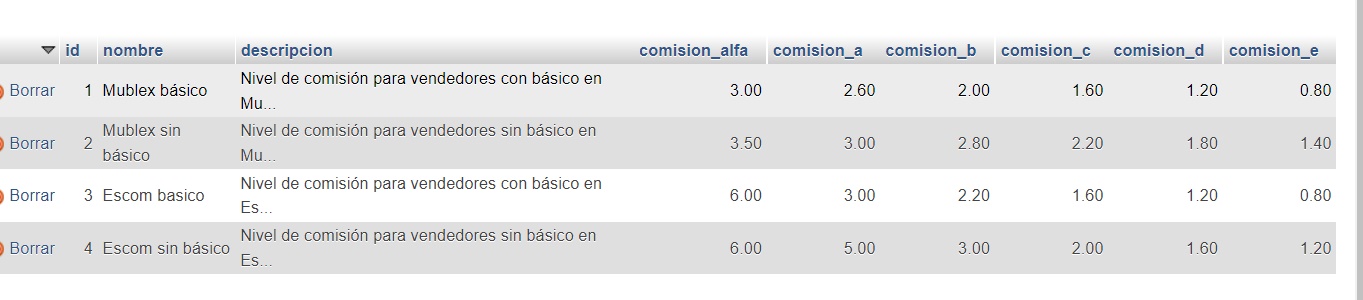 id nombre descripcion comision_alfa comision_a comision_b comision_c comision_d comision_e
Borrar 1 Mublex básico Nivel de comisión para vendedores con básico en Mu... 3.00 2.60 2.00 1.60 1.20 0.80
Borrar 2 Mublex sin básico Nivel de comisión para vendedores sin básico en Mu... 3.50 3.00 2.80 2.20 1.80 1.40
Borrar 3 Escom basico Nivel de comisión para vendedores con básico en Es... 6.00 3.00 2.20 1.60 1.20 0.80
Borrar 4 Escom sin básico Nivel de comisión para vendedores sin básico en Es... 6.00 5.00 3.00 2.00 1.60 1.20